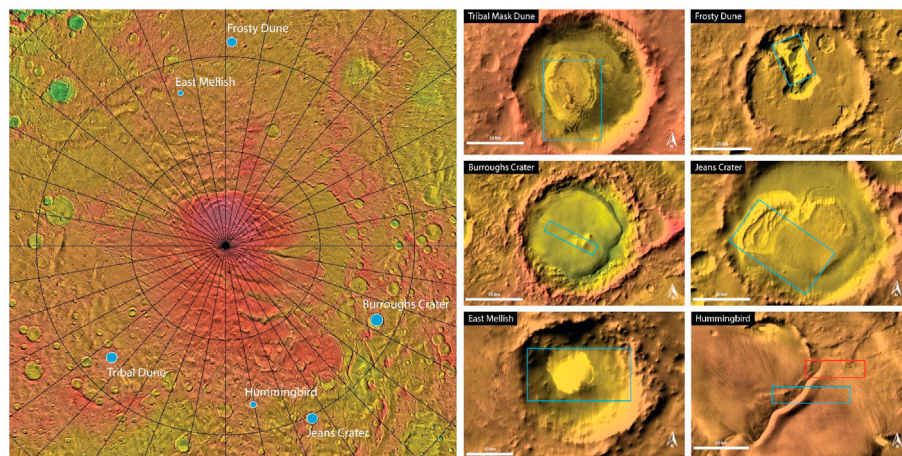 Frosty Dune
East Mellish
Burroughs Crater
Tribal Dune
Hummingbird
Jeans Crater
Tribal Mask Dune
Frosty Dune
Burroughs Crater
Jeans Crater
East Mellish
Hummingbird